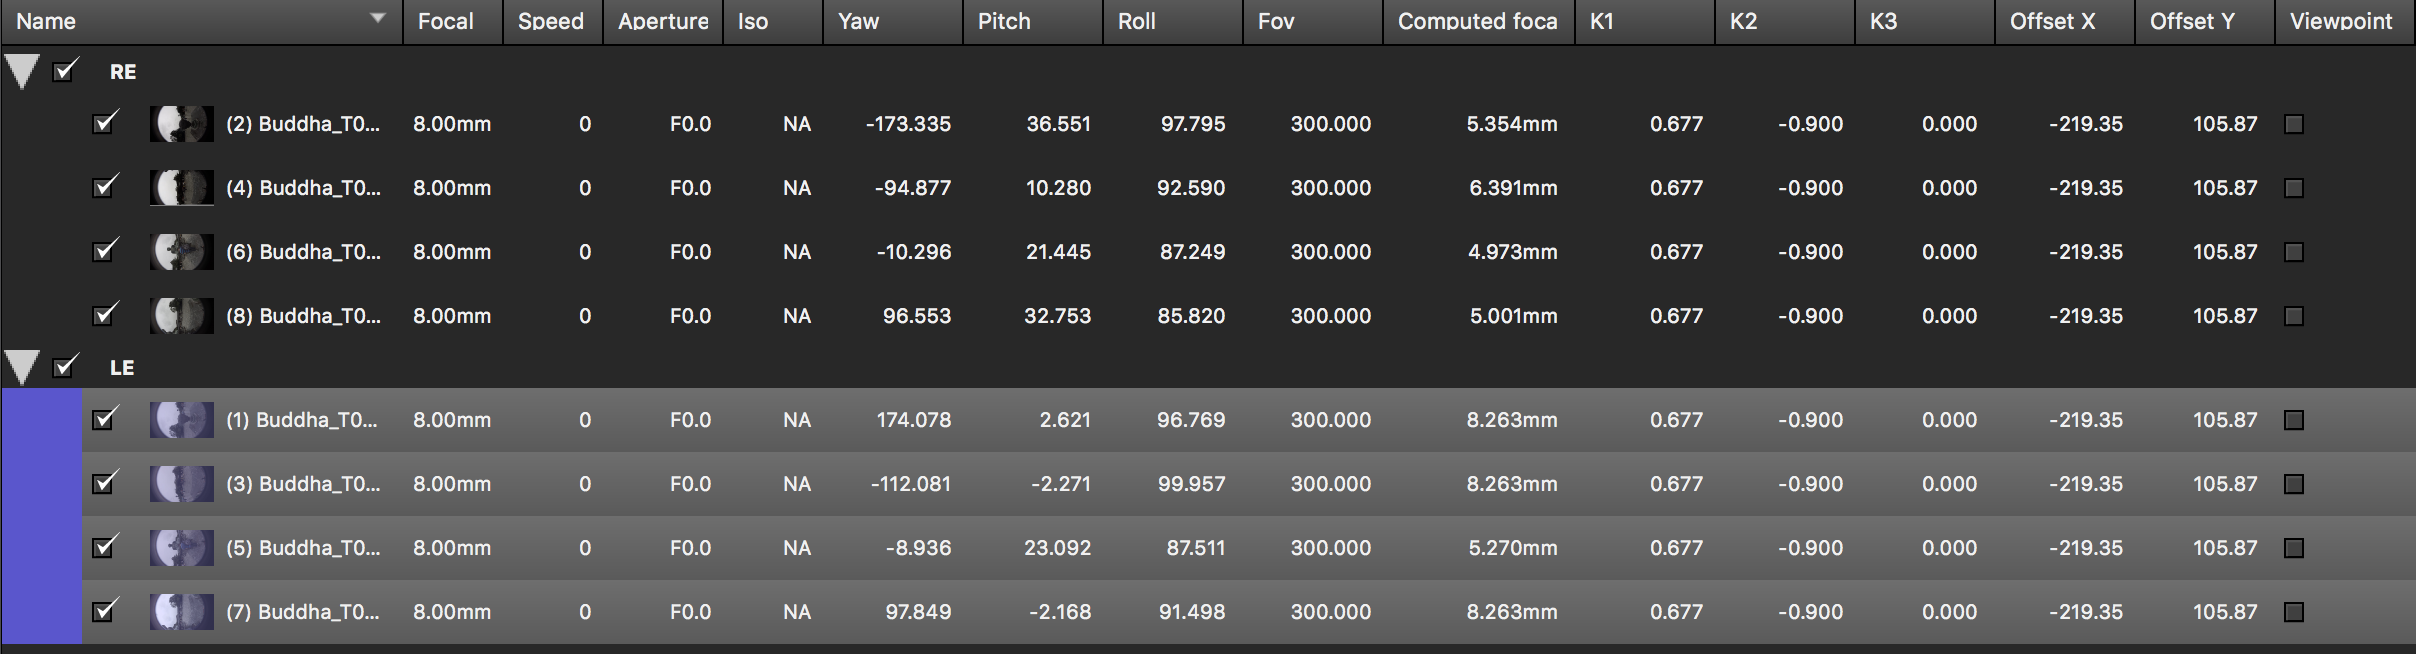 Name Focal Speed Aperture Iso Yaw Pitch Roll Fov Computed foca K1 K2 K3 Offset X Offset Y Viewpoint
RE
(2) Buddha_T0... 8.00mm 0 F0.0 NA -173.335 36.551 97.795 300.000 5.354mm 0.677 -0.900 0.000 -219.35 105.87
(4) Buddha_T0... 8.00mm 0 F0.0 NA -94.877 10.280 92.590 300.000 6.391mm 0.677 -0.900 0.000 -219.35 105.87
(6) Buddha_T0... 8.00mm 0 F0.0 NA -10.296 21.445 87.249 300.000 4.973mm 0.677 -0.900 0.000 -219.35 105.87
(8) Buddha_T0... 8.00mm 0 F0.0 NA 96.553 32.753 85.820 300.000 5.001mm 0.677 -0.900 0.000 -219.35 105.87
LE
(1) Buddha_T0... 8.00mm 0 F0.0 NA 174.078 2.621 96.769 300.000 8.263mm 0.677 -0.900 0.000 -219.35 105.87
(3) Buddha_T0... 8.00mm 0 F0.0 NA -112.081 -2.271 99.957 300.000 8.263mm 0.677 -0.900 0.000 -219.35 105.87
(5) Buddha_T0... 8.00mm 0 F0.0 NA -8.936 23.092 87.511 300.000 5.270mm 0.677 -0.900 0.000 -219.35 105.87
(7) Buddha_T0... 8.00mm 0 F0.0 NA 97.849 -2.168 91.498 300.000 8.263mm 0.677 -0.900 0.000 -219.35 105.87